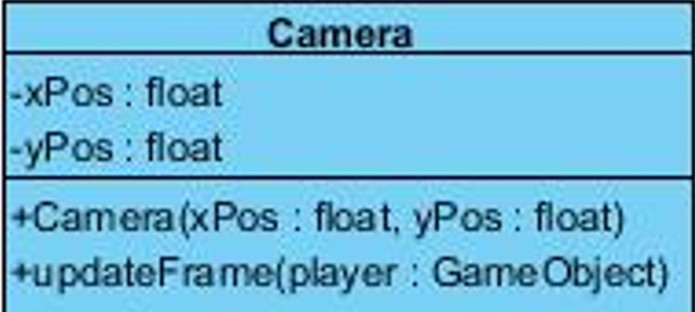 Camera
-xPos : float
-yPos : float
+Camera(xPos : float, yPos : float)
+updateFrame(player : GameObject)